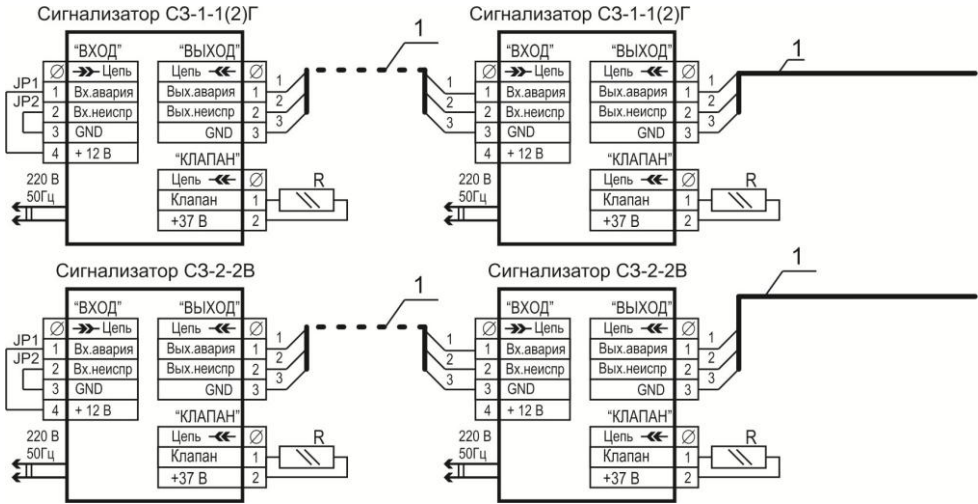 Сигнализатор СЗ-1-1(2)Г
JP1
JP2
"ВХОД"
∅ Цепь
1 Вх.авария
2 Вх.неиспр
3 GND
4 + 12 В
"ВЫХОД"
Цепь ∅
Вых.авария 1
Вых.неиспр 2
GND 3
1
2
3
"КЛАПАН"
Цепь ∅
Клапан 1
+37 В 2
R
220 В
50Гц
1
Сигнализатор СЗ-1-1(2)Г
1
2
3
"ВХОД"
∅ Цепь
1 Вх.авария
2 Вх.неиспр
3 GND
4 + 12 В
"ВЫХОД"
Цепь ∅
Вых.авария 1
Вых.неиспр 2
GND 3
1
2
3
"КЛАПАН"
Цепь ∅
Клапан 1
+37 В 2
R
220 В
50Гц
1
Сигнализатор СЗ-2-2В
JP1
JP2
"ВХОД"
∅ Цепь
1 Вх.авария
2 Вх.неиспр
3 GND
4 + 12 В
"ВЫХОД"
Цепь ∅
Вых.авария 1
Вых.неиспр 2
GND 3
1
2
3
"КЛАПАН"
Цепь ∅
Клапан 1
+37 В 2
R
220 В
50Гц
1
Сигнализатор СЗ-2-2В
1
2
3
"ВХОД"
∅ Цепь
1 Вх.авария
2 Вх.неиспр
3 GND
4 + 12 В
"ВЫХОД"
Цепь ∅
Вых.авария 1
Вых.неиспр 2
GND 3
1
2
3
"КЛАПАН"
Цепь ∅
Клапан 1
+37 В 2
R
220 В
50Гц
1